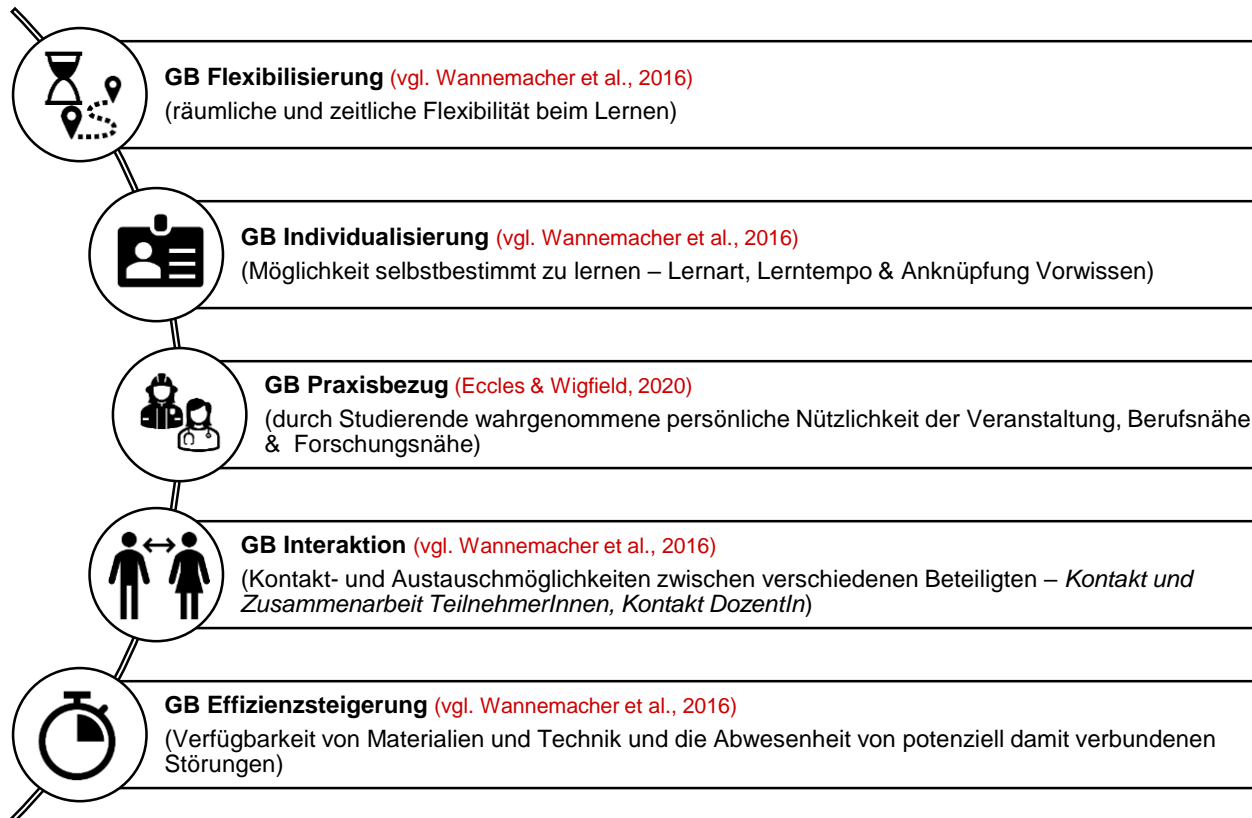 GB Flexibilisierung (vgl. Wannemacher et al., 2016)
(räumliche und zeitliche Flexibilität beim Lernen)
GB Individualisierung (vgl. Wannemacher et al., 2016)
(Möglichkeit selbstbestimmt zu lernen – Lernart, Lerntempo & Anknüpfung Vorwissen)
GB Praxisbezug (Eccles & Wigfield, 2020)
(durch Studierende wahrgenommene persönliche Nützlichkeit der Veranstaltung, Berufsnähe
& Forschungsnähe)
GB Interaktion (vgl. Wannemacher et al., 2016)
(Kontakt- und Austauschmöglichkeiten zwischen verschiedenen Beteiligten – Kontakt und
Zusammenarbeit TeilnehmerInnen, Kontakt DozentIn)
GB Effizienzsteigerung (vgl. Wannemacher et al., 2016)
(Verfügbarkeit von Materialien und Technik und die Abwesenheit von potenziell damit verbundenen
Störungen)